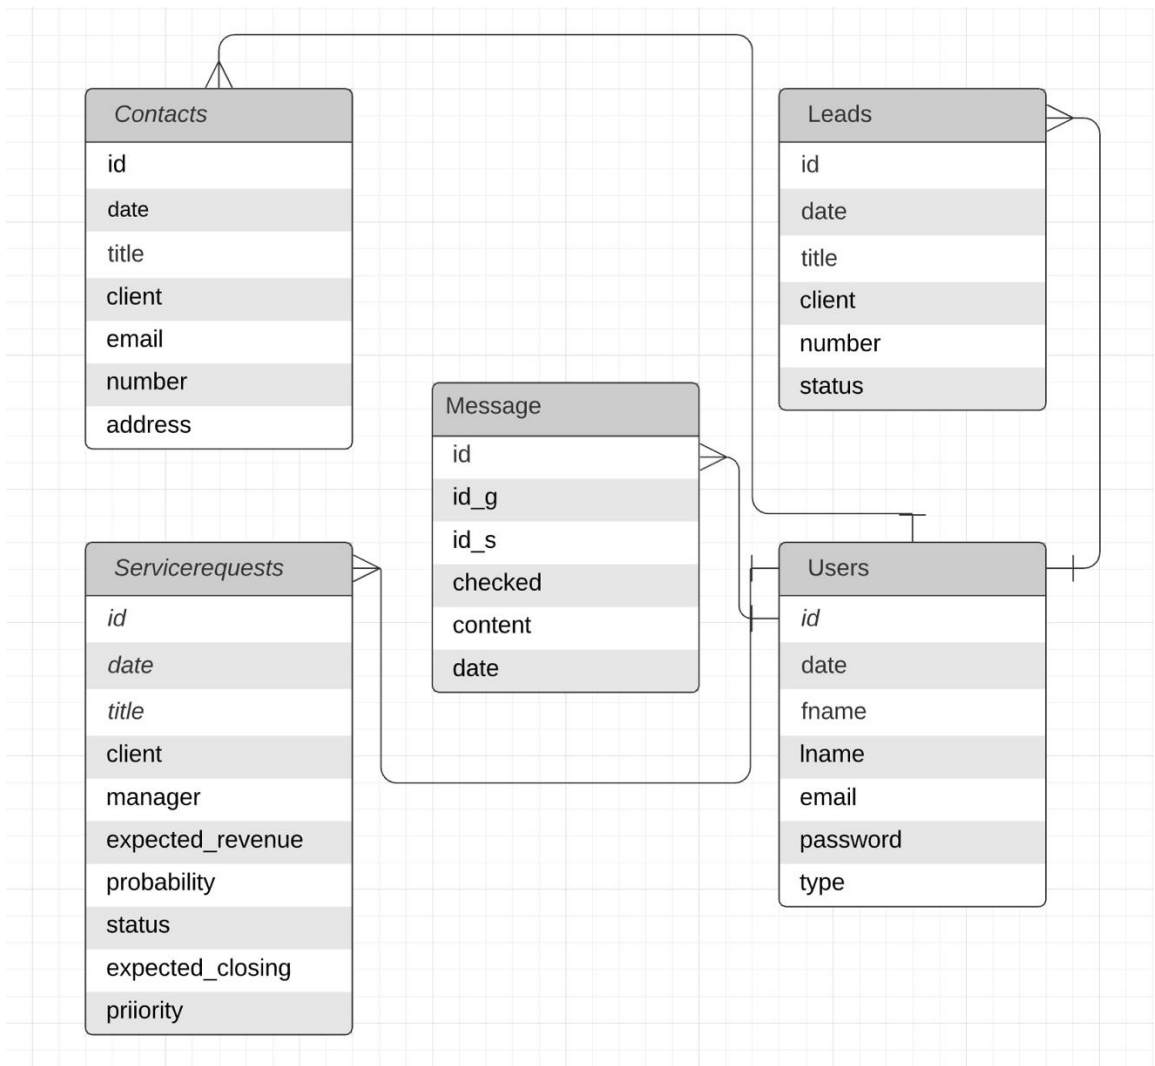 Contacts
id
date
title
client
email
number
address
Leads
id
date
title
client
number
status
Message
id
id_g
id_s
checked
content
date
Servicerequests
id
date
title
client
manager
expected_revenue
probability
status
expected_closing
priiority
Users
id
date
fname
lname
email
password
type